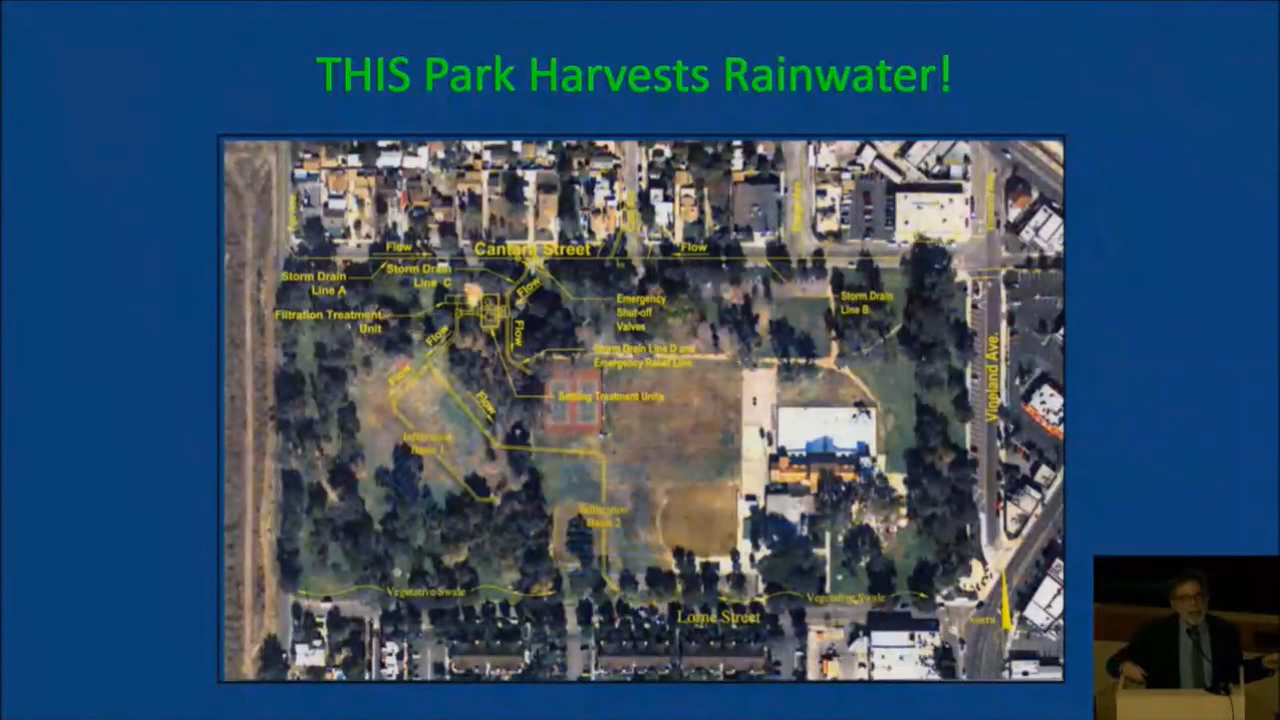 THIS Park Harvests Rainwater!
Flow
Cantara Street
Flow
Storm Drain
Line A
Storm Drain
Line C
Flow
Filtration Treatment
Unit
Emergency
Shut-off
Valves
Storm Drain
Line B
Flow
Flow
Storm Drain Line D and
Emergency Relief Line
Flow
Settling Treatment Units
Flow
Vineland Ave.
Infiltration
Basin 1
Infiltration
Basin 2
Vegetative Swale
Vegetative Swale
Lorne Street
NORTH